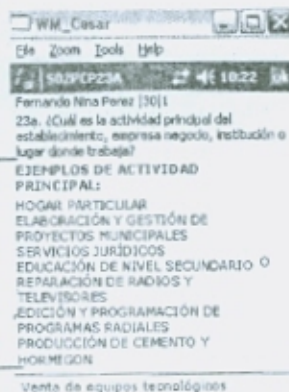 WM_Cesar
File Zoom Tools Help
S02FCP23A 10:22
Fernando Nina Perez |30|1
23a. ¿Cuál es la actividad principal del
establecimiento, empresa negocio, institución o
lugar donde trabaja?
EJEMPLOS DE ACTIVIDAD
PRINCIPAL:
HOGAR PARTICULAR
ELABORACIÓN Y GESTIÓN DE
PROYECTOS MUNICIPALES
SERVICIOS JURÍDICOS
EDUCACIÓN DE NIVEL SECUNDARIO O
REPARACIÓN DE RADIOS Y
TELEVISORES
EDICIÓN Y PROGRAMACIÓN DE
PROGRAMAS RADIALES
PRODUCCIÓN DE CEMENTO Y
HORMIGON
Venta de equipos tecnológicos